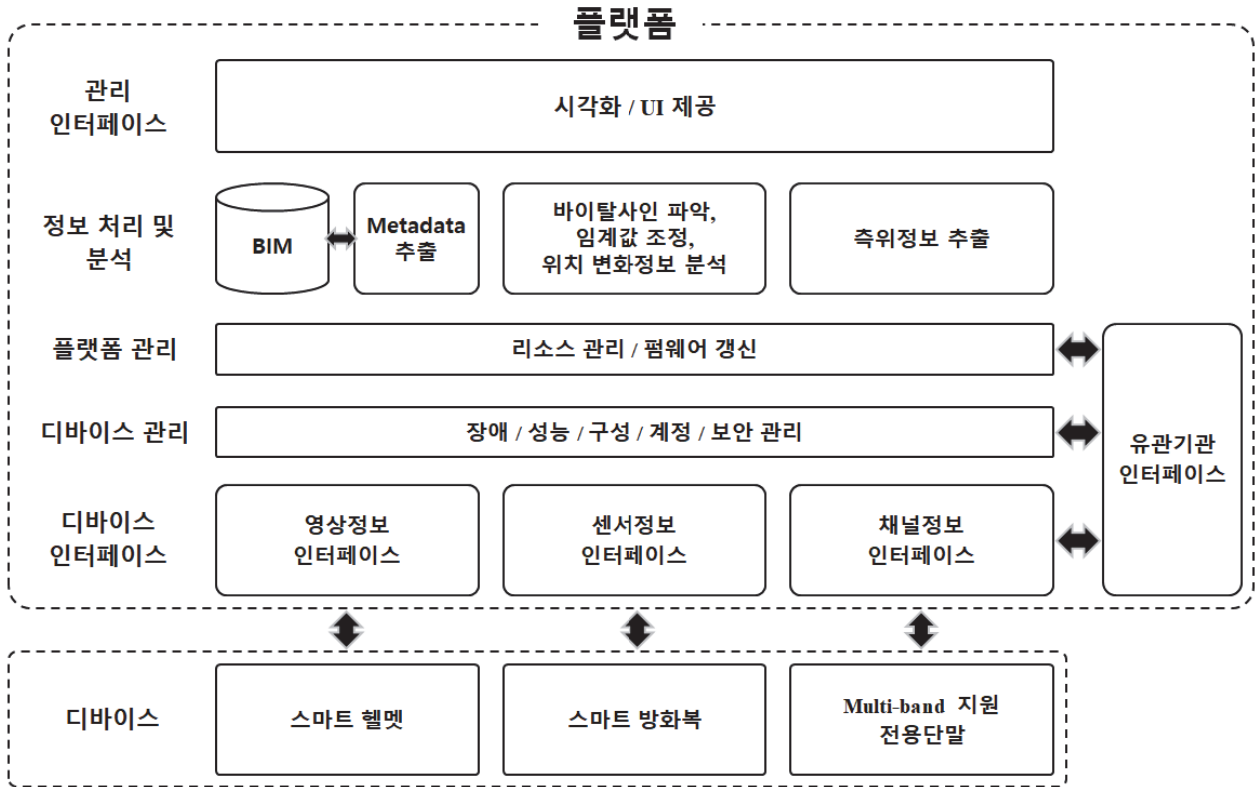 플랫폼
관리
인터페이스
시각화 / UI 제공
정보 처리 및
분석
BIM
Metadata
추출
바이탈사인 파악,
임계값 조정,
위치 변화정보 분석
측위정보 추출
플랫폼 관리
리소스 관리 / 펌웨어 갱신
디바이스 관리
장애 / 성능 / 구성 / 계정 / 보안 관리
유관기관
인터페이스
디바이스
인터페이스
영상정보
인터페이스
센서정보
인터페이스
채널정보
인터페이스
디바이스
스마트 헬멧
스마트 방화복
Multi-band 지원
전용단말